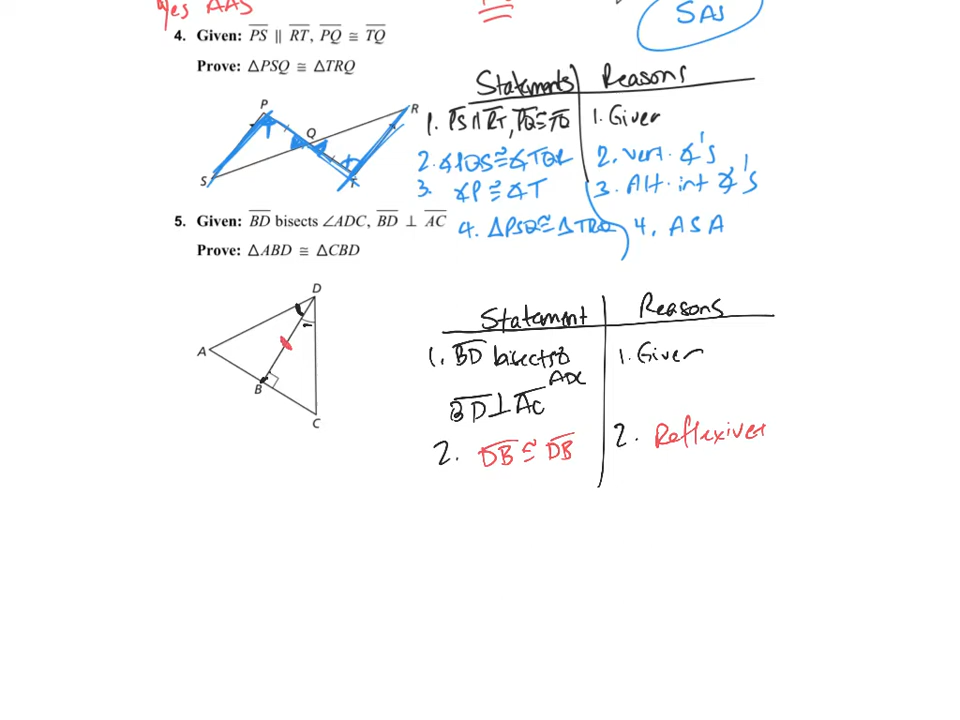 yes AAS
SAS
4. Given: PS ∥ RT, PQ ≅ TQ
Prove: △PSQ ≅ △TRQ
Statements Reasons
1. PS ∥ RT, PQ ≅ TQ 1. Given
2. ∡PQS ≅ ∡TQR 2. vert. ∡'s
3. ∡P ≅ ∡T 3. Alt. int ∡'s
4. △PSQ ≅ △TRQ 4. ASA
P
Q
R
S
T
5. Given: BD bisects ∠ADC, BD ⊥ AC
Prove: △ABD ≅ △CBD
D
A
B
C
Statement Reasons
1. BD bisects 1. Given
ADC
BD ⊥ AC
2. DB ≅ DB 2. Reflexive